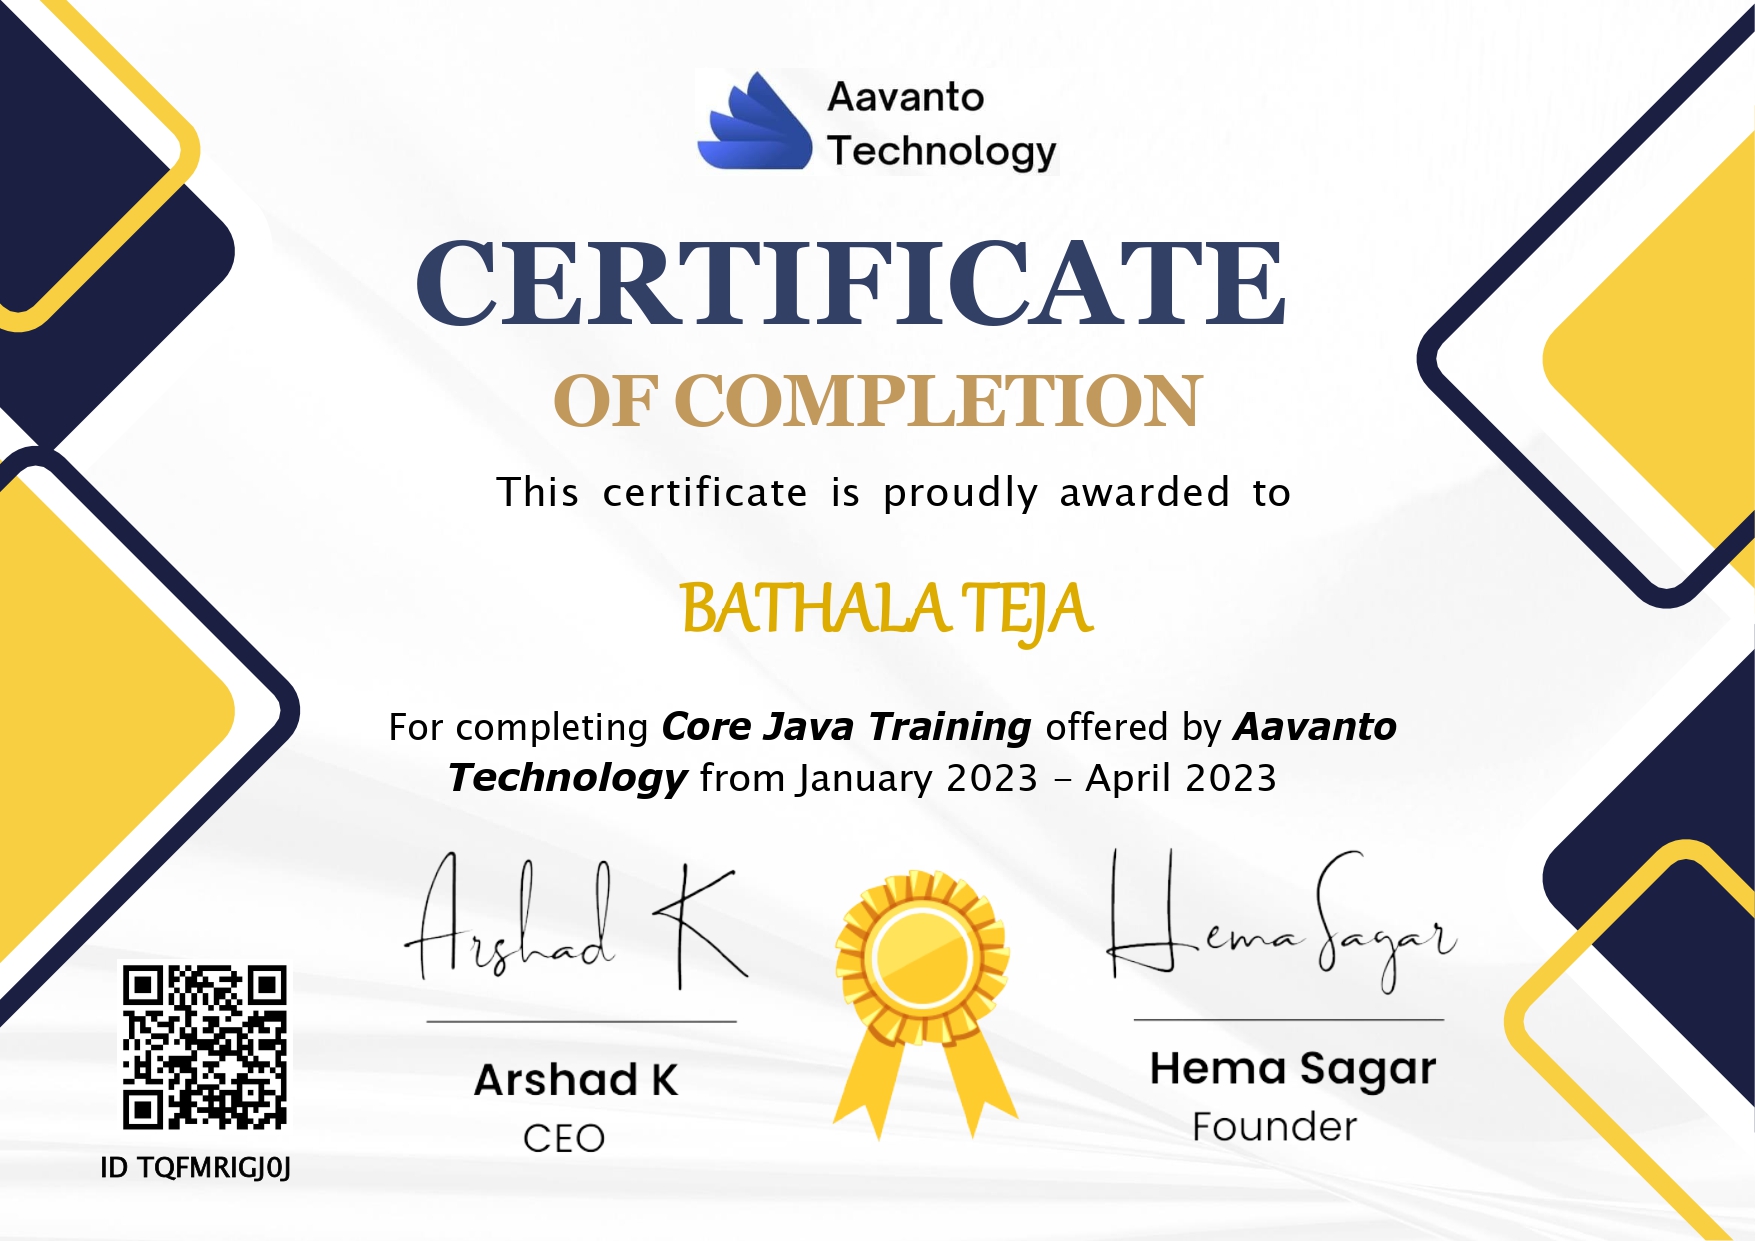 Aavanto
Technology
CERTIFICATE
OF COMPLETION
This certificate is proudly awarded to
BATHALA TEJA
For completing Core Java Training offered by Aavanto
Technology from January 2023 – April 2023
Arshad K
Hema Sagar
Arshad K
CEO
Hema Sagar
Founder
ID TQFMRIGJ0J